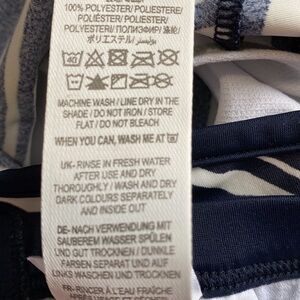 100% POLYESTER/ POLIESTERE/
POLIÉSTER/ POLIESTER/
POLYESTER/ПОЛИЭФИР/
ポリエステル/ بوليستر
MACHINE WASH / LINE DRY IN THE
SHADE / DO NOT IRON / STORE
FLAT / DO NOT BLEACH
WHEN YOU CAN, WASH ME AT
UK- RINSE IN FRESH WATER
AFTER USE AND DRY
THOROUGHLY / WASH AND DRY
DARK COLOURS SEPARATELY
AND INSIDE OUT
DE- NACH VERWENDUNG MIT
SAUBEREM WASSER SPÜLEN
UND GUT TROCKNEN / DUNKLE
FARBEN SEPARAT UND AUF
LINKS WASCHEN UND TROCKNEN
FR- RINCER À L'EAU FRAÎCHE